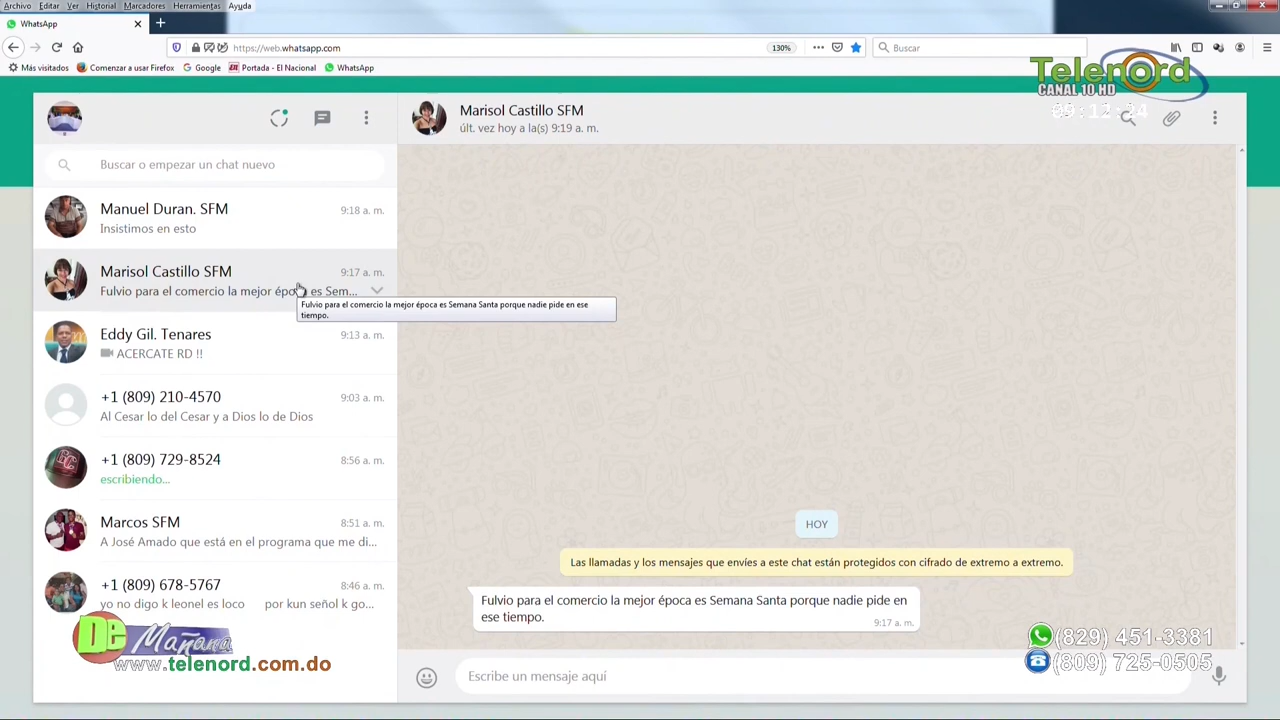 Archivo Editar Ver Historial Marcadores Herramientas Ayuda
WhatsApp
https://web.whatsapp.com
130%
Buscar
Más visitados Comenzar a usar Firefox Google Portada - El Nacional WhatsApp
Telenord
CANAL 10 HD
Marisol Castillo SFM
últ. vez hoy a la(s) 9:19 a. m.
Buscar o empezar un chat nuevo
Manuel Duran. SFM 9:18 a. m.
Insistimos en esto
Marisol Castillo SFM 9:17 a. m.
Fulvio para el comercio la mejor época es Sem...
Fulvio para el comercio la mejor época es Semana Santa porque nadie pide en ese
tiempo.
Eddy Gil. Tenares 9:13 a. m.
ACERCATE RD !!
+1 (809) 210-4570 9:03 a. m.
Al Cesar lo del Cesar y a Dios lo de Dios
+1 (809) 729-8524 8:56 a. m.
escribiendo...
Marcos SFM 8:51 a. m.
A José Amado que está en el programa que me di...
+1 (809) 678-5767 8:46 a. m.
yo no digo k leonel es loco por kun señol k go...
HOY
Las llamadas y los mensajes que envíes a este chat están protegidos con cifrado de extremo a extremo.
Fulvio para el comercio la mejor época es Semana Santa porque nadie pide en
ese tiempo.
9:17 a. m.
Escribe un mensaje aquí
De Mañana
www.telenord.com.do
(829) 451-3381
(809) 725-0505